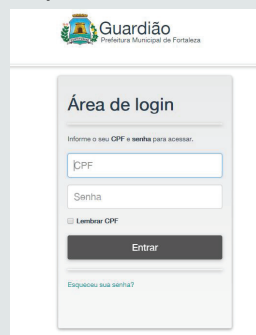 Guardião
Prefeitura Municipal de Fortaleza
Área de login
Informe o seu CPF e senha para acessar.
CPF
Senha
Lembrar CPF
Entrar
Esqueceu sua senha?